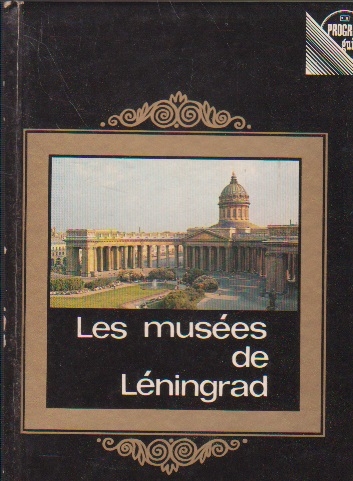 Les musées
de
Léningrad